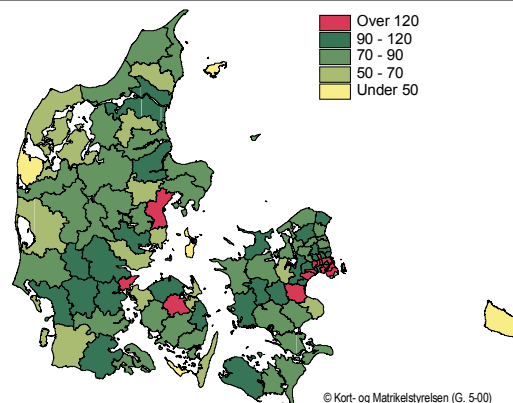 Over 120
90 - 120
70 - 90
50 - 70
Under 50
© Kort- og Matrikelstyrelsen (G. 5-00)